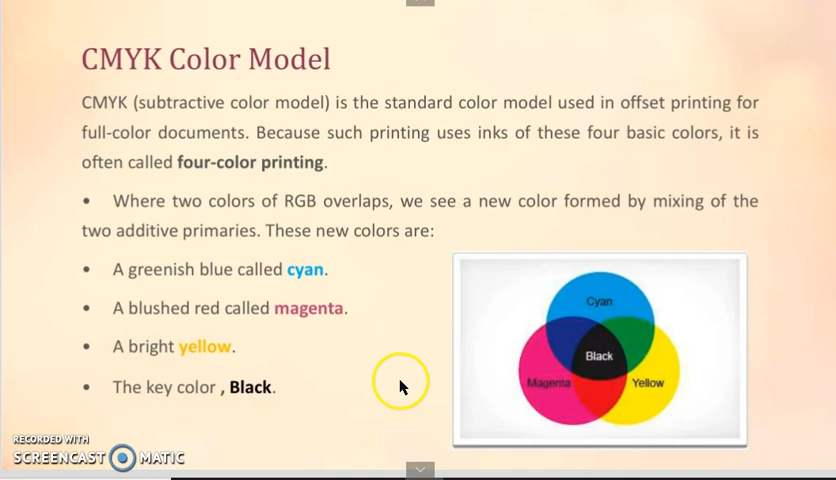 CMYK Color Model
CMYK (subtractive color model) is the standard color model used in offset printing for
full-color documents. Because such printing uses inks of these four basic colors, it is
often called four-color printing.
• Where two colors of RGB overlaps, we see a new color formed by mixing of the
two additive primaries. These new colors are:
• A greenish blue called cyan.
• A blushed red called magenta.
• A bright yellow.
• The key color , Black.
Cyan
Black
Magenta
Yellow
RECORDED WITH
SCREENCAST MATIC